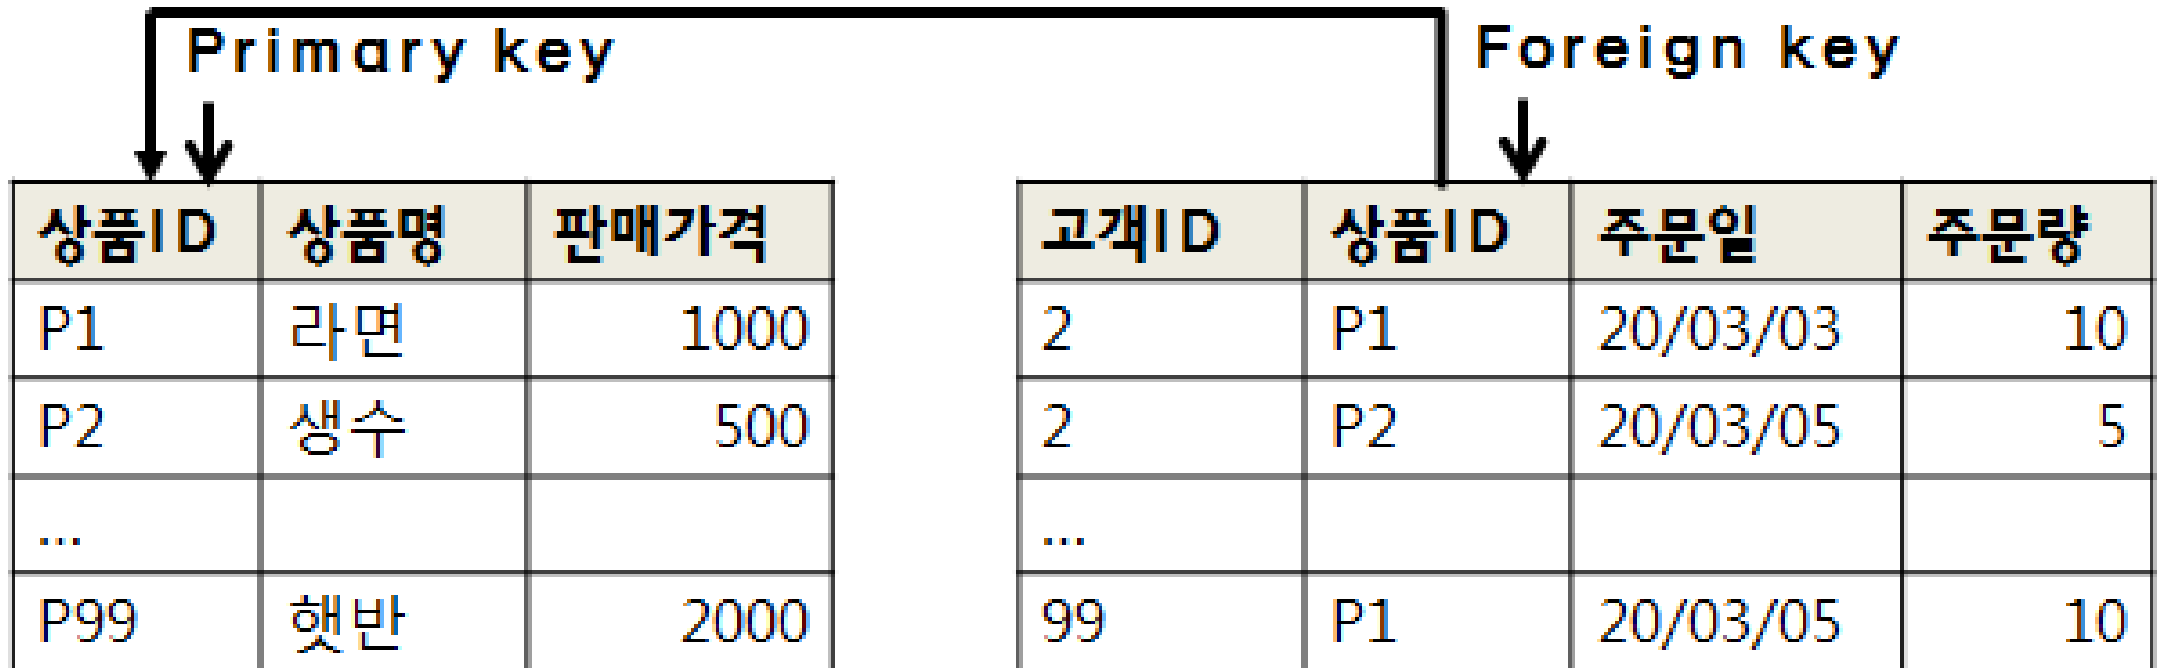 Primary key
Foreign key
상품ID 상품명 판매가격
P1 라면 1000
P2 생수 500
...
P99 햇반 2000
고객ID 상품ID 주문일 주문량
2 P1 20/03/03 10
2 P2 20/03/05 5
...
99 P1 20/03/05 10